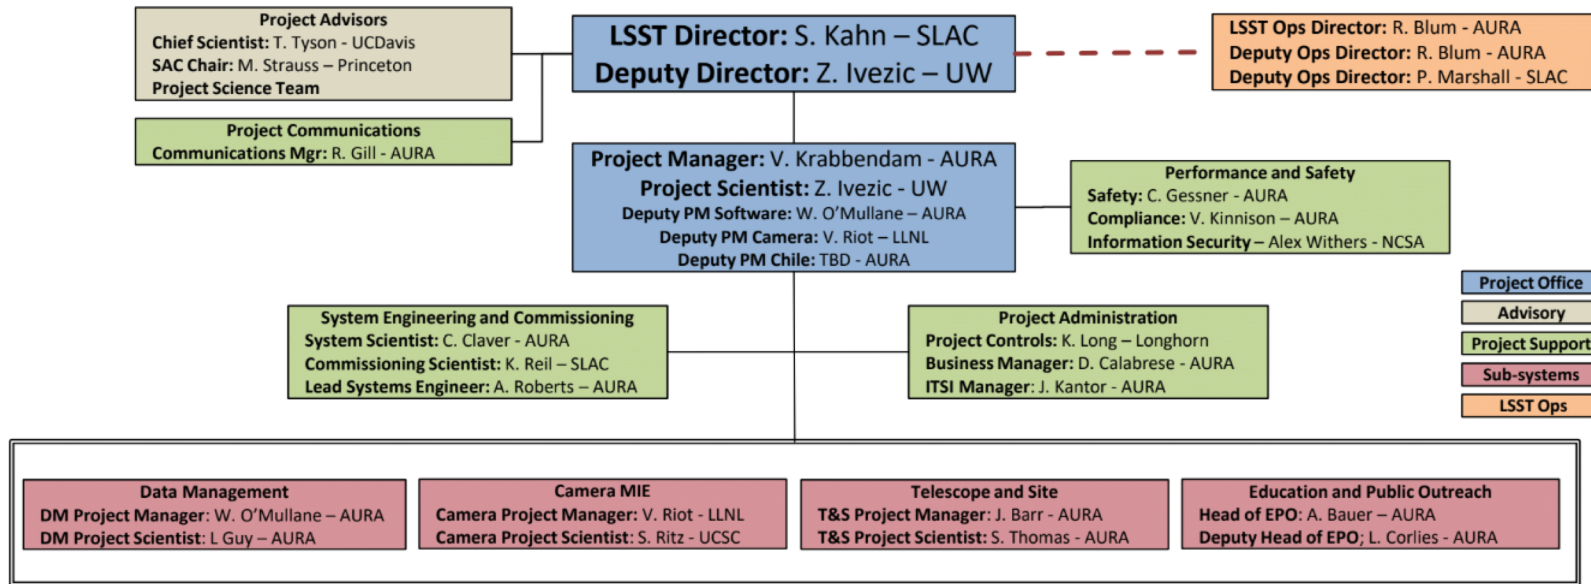 Project Advisors
Chief Scientist: T. Tyson - UCDavis
SAC Chair: M. Strauss – Princeton
Project Science Team
LSST Director: S. Kahn – SLAC
Deputy Director: Z. Ivezic – UW
LSST Ops Director: R. Blum - AURA
Deputy Ops Director: R. Blum - AURA
Deputy Ops Director: P. Marshall - SLAC
Project Communications
Communications Mgr: R. Gill - AURA
Project Manager: V. Krabbendam - AURA
Project Scientist: Z. Ivezic - UW
Deputy PM Software: W. O’Mullane – AURA
Deputy PM Camera: V. Riot – LLNL
Deputy PM Chile: TBD - AURA
Performance and Safety
Safety: C. Gessner - AURA
Compliance: V. Kinnison – AURA
Information Security – Alex Withers - NCSA
System Engineering and Commissioning
System Scientist: C. Claver - AURA
Commissioning Scientist: K. Reil – SLAC
Lead Systems Engineer: A. Roberts – AURA
Project Administration
Project Controls: K. Long – Longhorn
Business Manager: D. Calabrese - AURA
ITSI Manager: J. Kantor - AURA
Project Office
Advisory
Project Support
Sub-systems
LSST Ops
Data Management
DM Project Manager: W. O’Mullane – AURA
DM Project Scientist: L Guy – AURA
Camera MIE
Camera Project Manager: V. Riot - LLNL
Camera Project Scientist: S. Ritz - UCSC
Telescope and Site
T&S Project Manager: J. Barr - AURA
T&S Project Scientist: S. Thomas - AURA
Education and Public Outreach
Head of EPO: A. Bauer – AURA
Deputy Head of EPO; L. Corlies - AURA